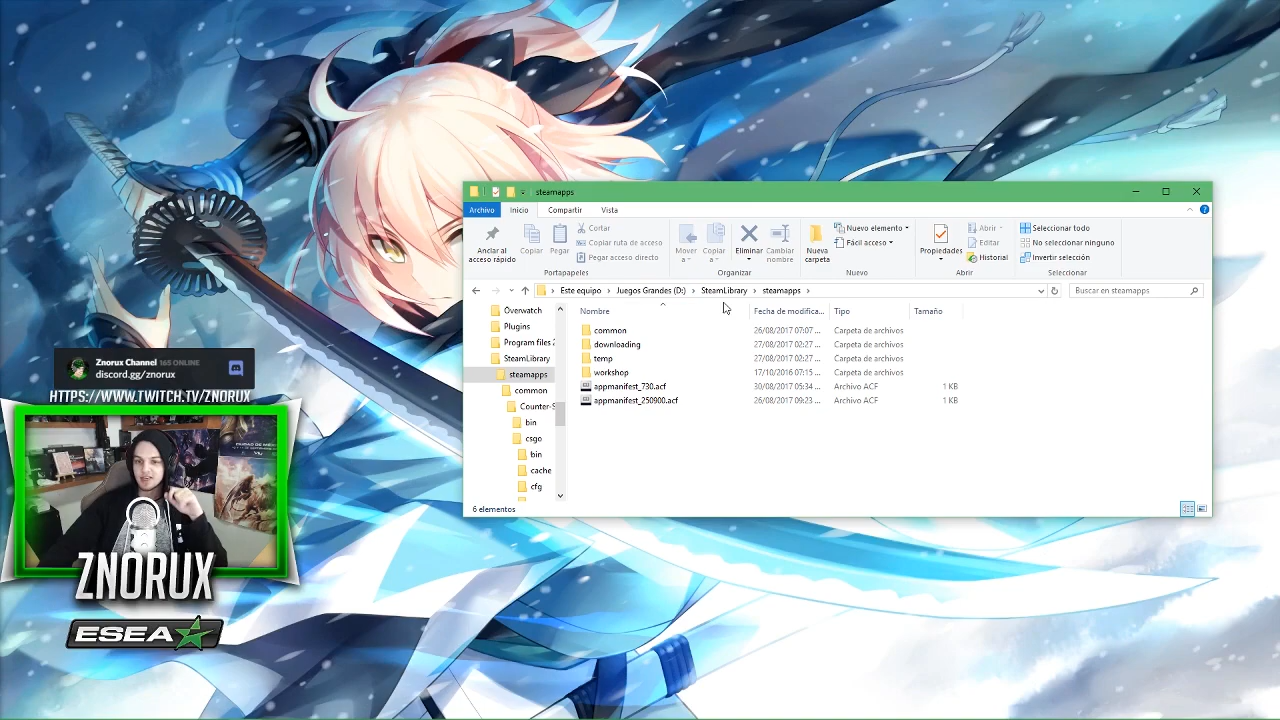 steamapps
Archivo Inicio Compartir Vista
Anclar al acceso rápido
Copiar
Pegar
Cortar
Copiar ruta de acceso
Pegar acceso directo
Portapapeles
Mover a
Copiar a
Eliminar
Cambiar nombre
Organizar
Nueva carpeta
Nuevo elemento
Fácil acceso
Nuevo
Propiedades
Abrir
Editar
Historial
Abrir
Seleccionar todo
No seleccionar ninguno
Invertir selección
Seleccionar
Este equipo > Juegos Grandes (D:) > SteamLibrary > steamapps >
Buscar en steamapps
Overwatch
Plugins
Program files
SteamLibrary
steamapps
common
Counter-S
bin
csgo
bin
cache
cfg
Nombre Fecha de modifica... Tipo Tamaño
common 26/08/2017 07:07 ... Carpeta de archivos
downloading 27/08/2017 02:27 ... Carpeta de archivos
temp 27/08/2017 02:27 ... Carpeta de archivos
workshop 17/10/2016 07:15 ... Carpeta de archivos
appmanifest_730.acf 30/08/2017 05:34 ... Archivo ACF 1 KB
appmanifest_250900.acf 26/08/2017 09:23 ... Archivo ACF 1 KB
6 elementos
Znorux Channel 165 ONLINE
discord.gg/znorux
HTTPS://WWW.TWITCH.TV/ZNORUX
ZNORUX
ESEA